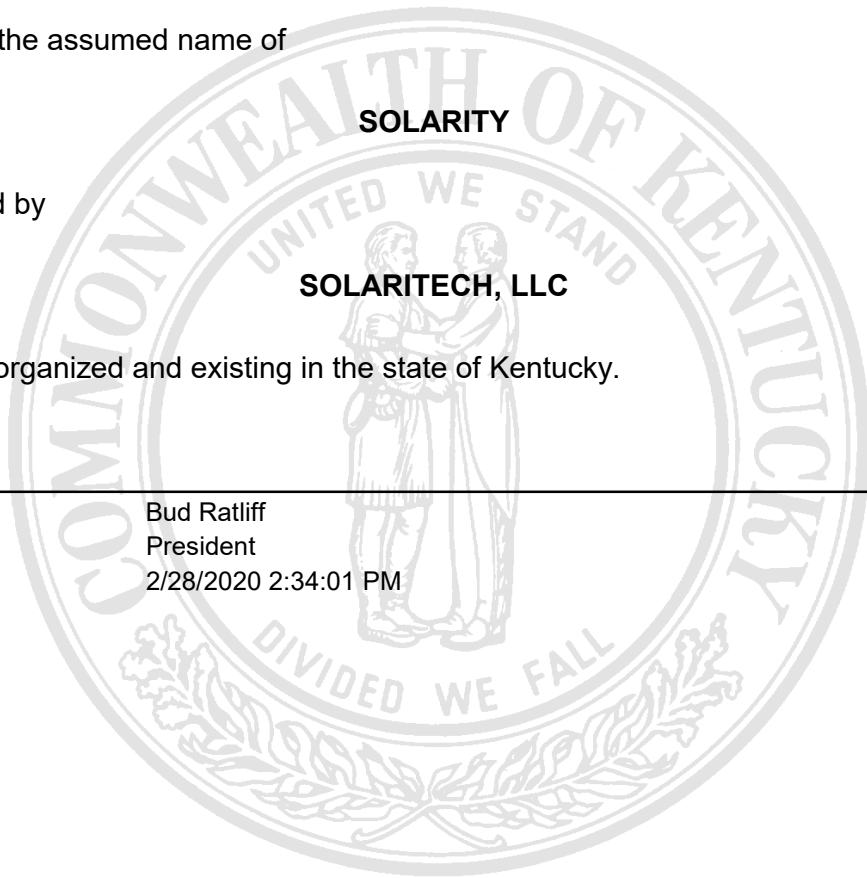 the assumed name of
SOLARITY
d by
SOLARITECH, LLC
organized and existing in the state of Kentucky.
Bud Ratliff
President
2/28/2020 2:34:01 PM
COMMONWEALTH OF KENTUCKY
UNITED WE STAND
DIVIDED WE FALL